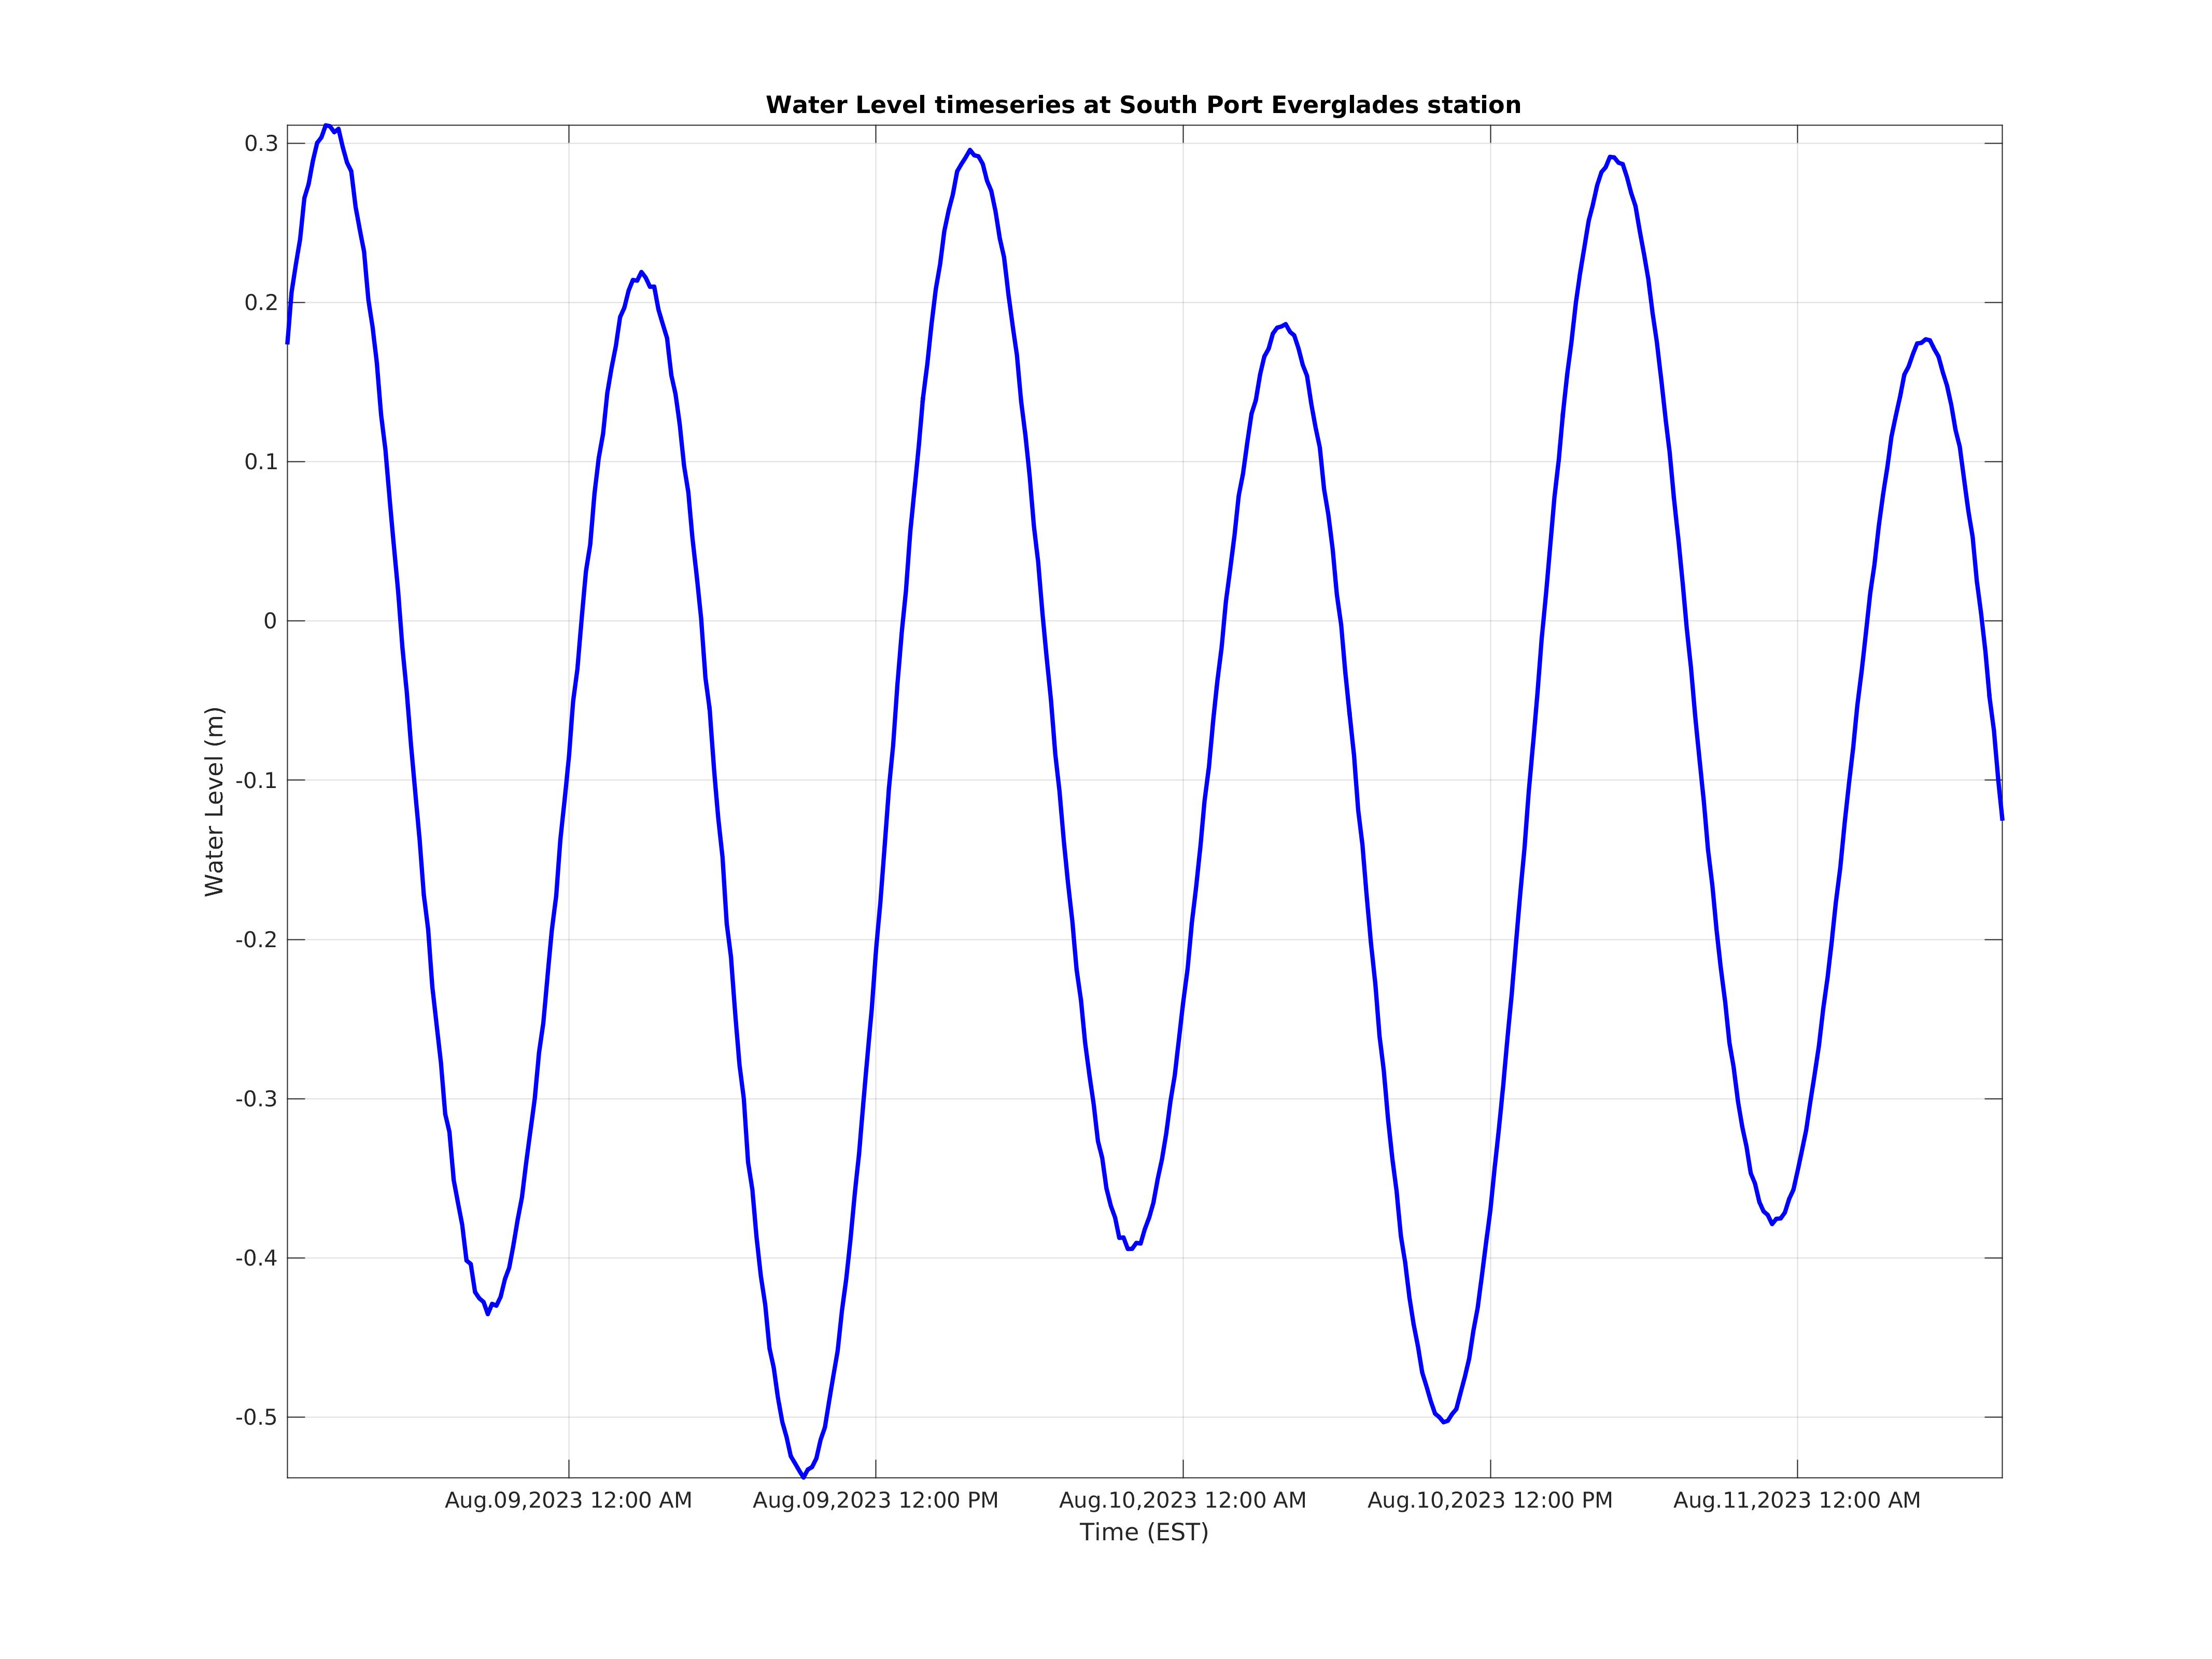 Water Level timeseries at South Port Everglades station
0.3
0.2
0.1
0
-0.1
-0.2
-0.3
-0.4
-0.5
Water Level (m)
Aug.09,2023 12:00 AM Aug.09,2023 12:00 PM Aug.10,2023 12:00 AM Aug.10,2023 12:00 PM Aug.11,2023 12:00 AM
Time (EST)